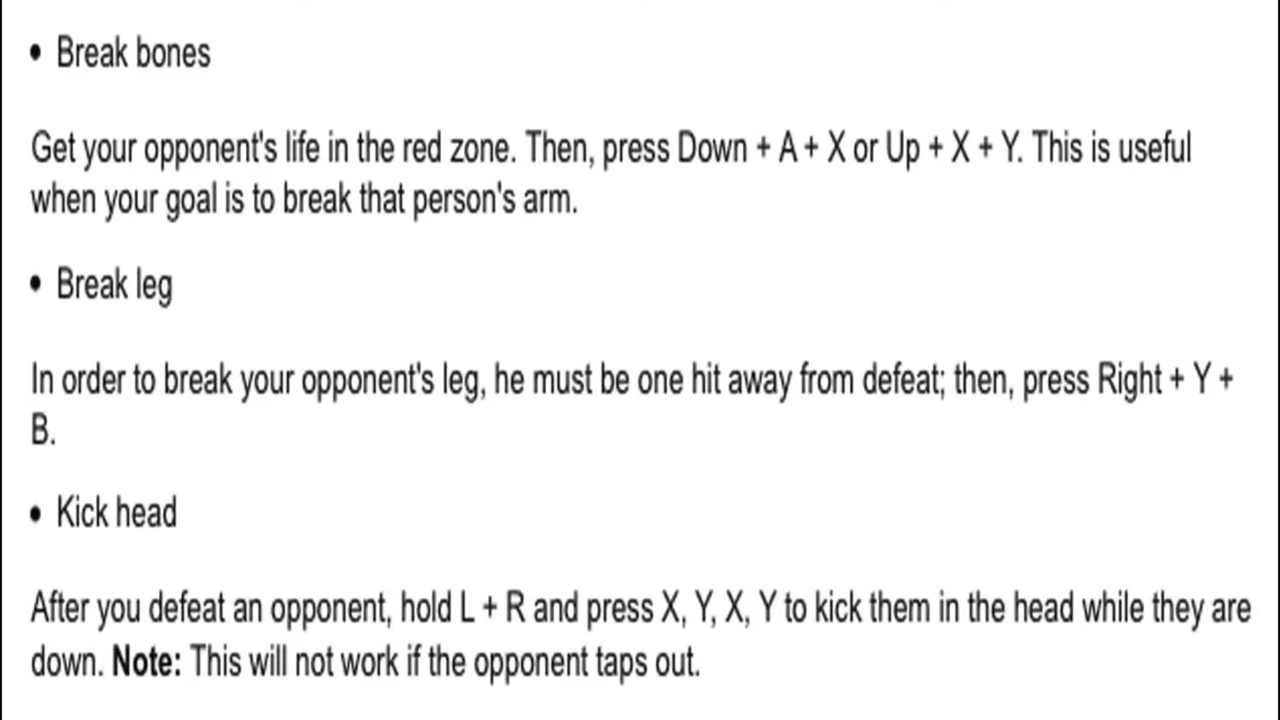 • Break bones
Get your opponent's life in the red zone. Then, press Down + A + X or Up + X + Y. This is useful
when your goal is to break that person's arm.
• Break leg
In order to break your opponent's leg, he must be one hit away from defeat; then, press Right + Y +
B.
• Kick head
After you defeat an opponent, hold L + R and press X, Y, X, Y to kick them in the head while they are
down. Note: This will not work if the opponent taps out.